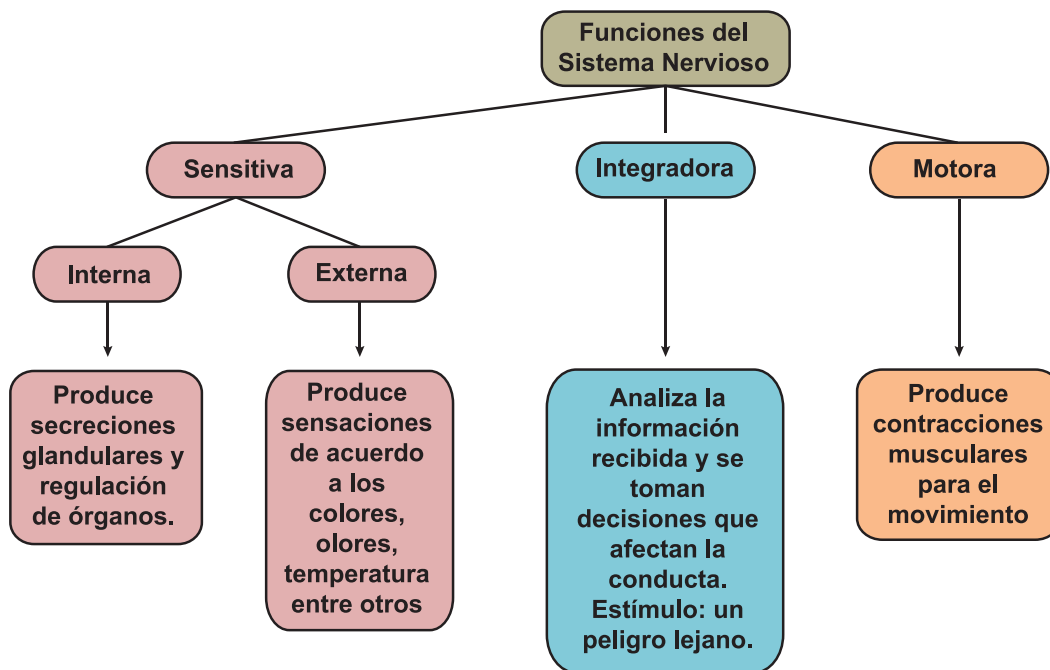 Funciones del
Sistema Nervioso
Sensitiva
Integradora
Motora
Interna
Externa
Produce
secreciones
glandulares y
regulación
de órganos.
Produce
sensaciones
de acuerdo
a los
colores,
olores,
temperatura
entre otros
Analiza la
información
recibida y se
toman
decisiones que
afectan la
conducta.
Estímulo: un
peligro lejano.
Produce
contracciones
musculares
para el
movimiento